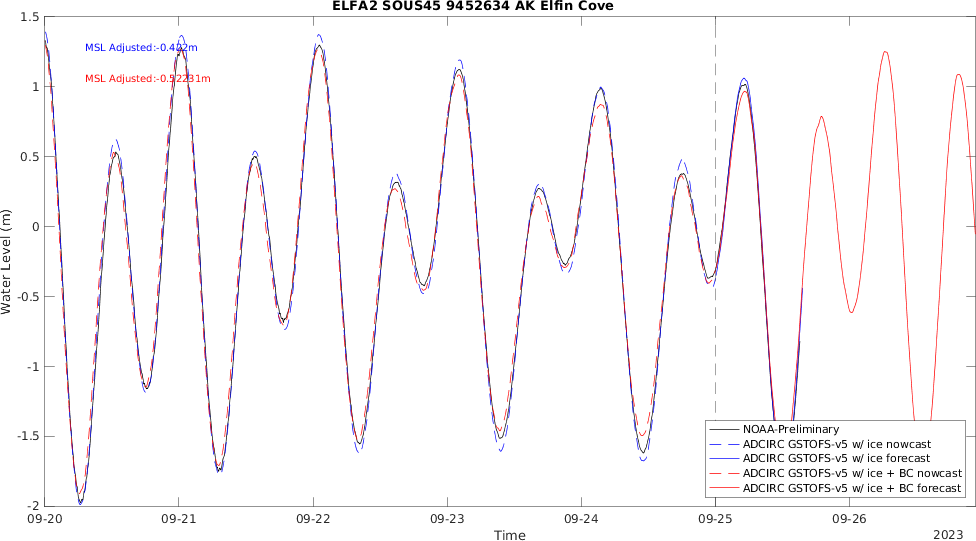 ELFA2 SOUS45 9452634 AK Elfin Cove
1.5
MSL Adjusted:-0.422m
MSL Adjusted:-0.52231m
1
0.5
0
-0.5
-1
-1.5
-2
Water Level (m)
NOAA-Preliminary
ADCIRC GSTOFS-v5 w/ ice nowcast
ADCIRC GSTOFS-v5 w/ ice forecast
ADCIRC GSTOFS-v5 w/ ice + BC nowcast
ADCIRC GSTOFS-v5 w/ ice + BC forecast
09-20 09-21 09-22 09-23 09-24 09-25 09-26
Time
2023